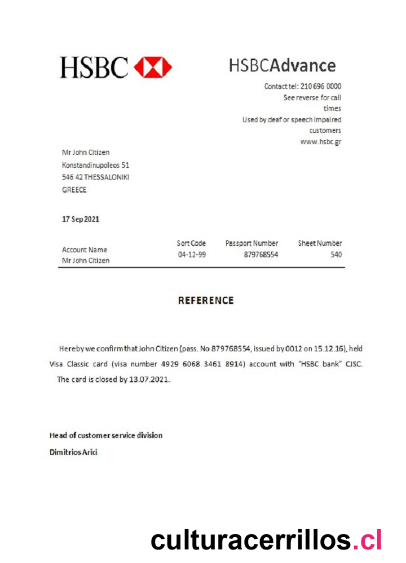 HSBC
HSBCAdvance
Contact tel: 210 696 0000
See reverse for call
times
Used by deaf or speech impaired
customers
www.hsbc.gr
Mr John Citizen
Konstandinupoleos 51
546 42 THESSALONIKI
GREECE
17 Sep 2021
Sort Code Passport Number Sheet Number
Account Name
04-12-99 879768554 540
Mr John Citizen
REFERENCE
Hereby we confirm that John Citizen (pass. No 879768554, issued by 0012 on 15.12.16), held
Visa Classic card (visa number 4929 6068 3461 8914) account with "HSBC bank" CJSC.
The card is closed by 13.07.2021.
Head of customer service division
Dimitrios Arici
culturacerrillos.cl